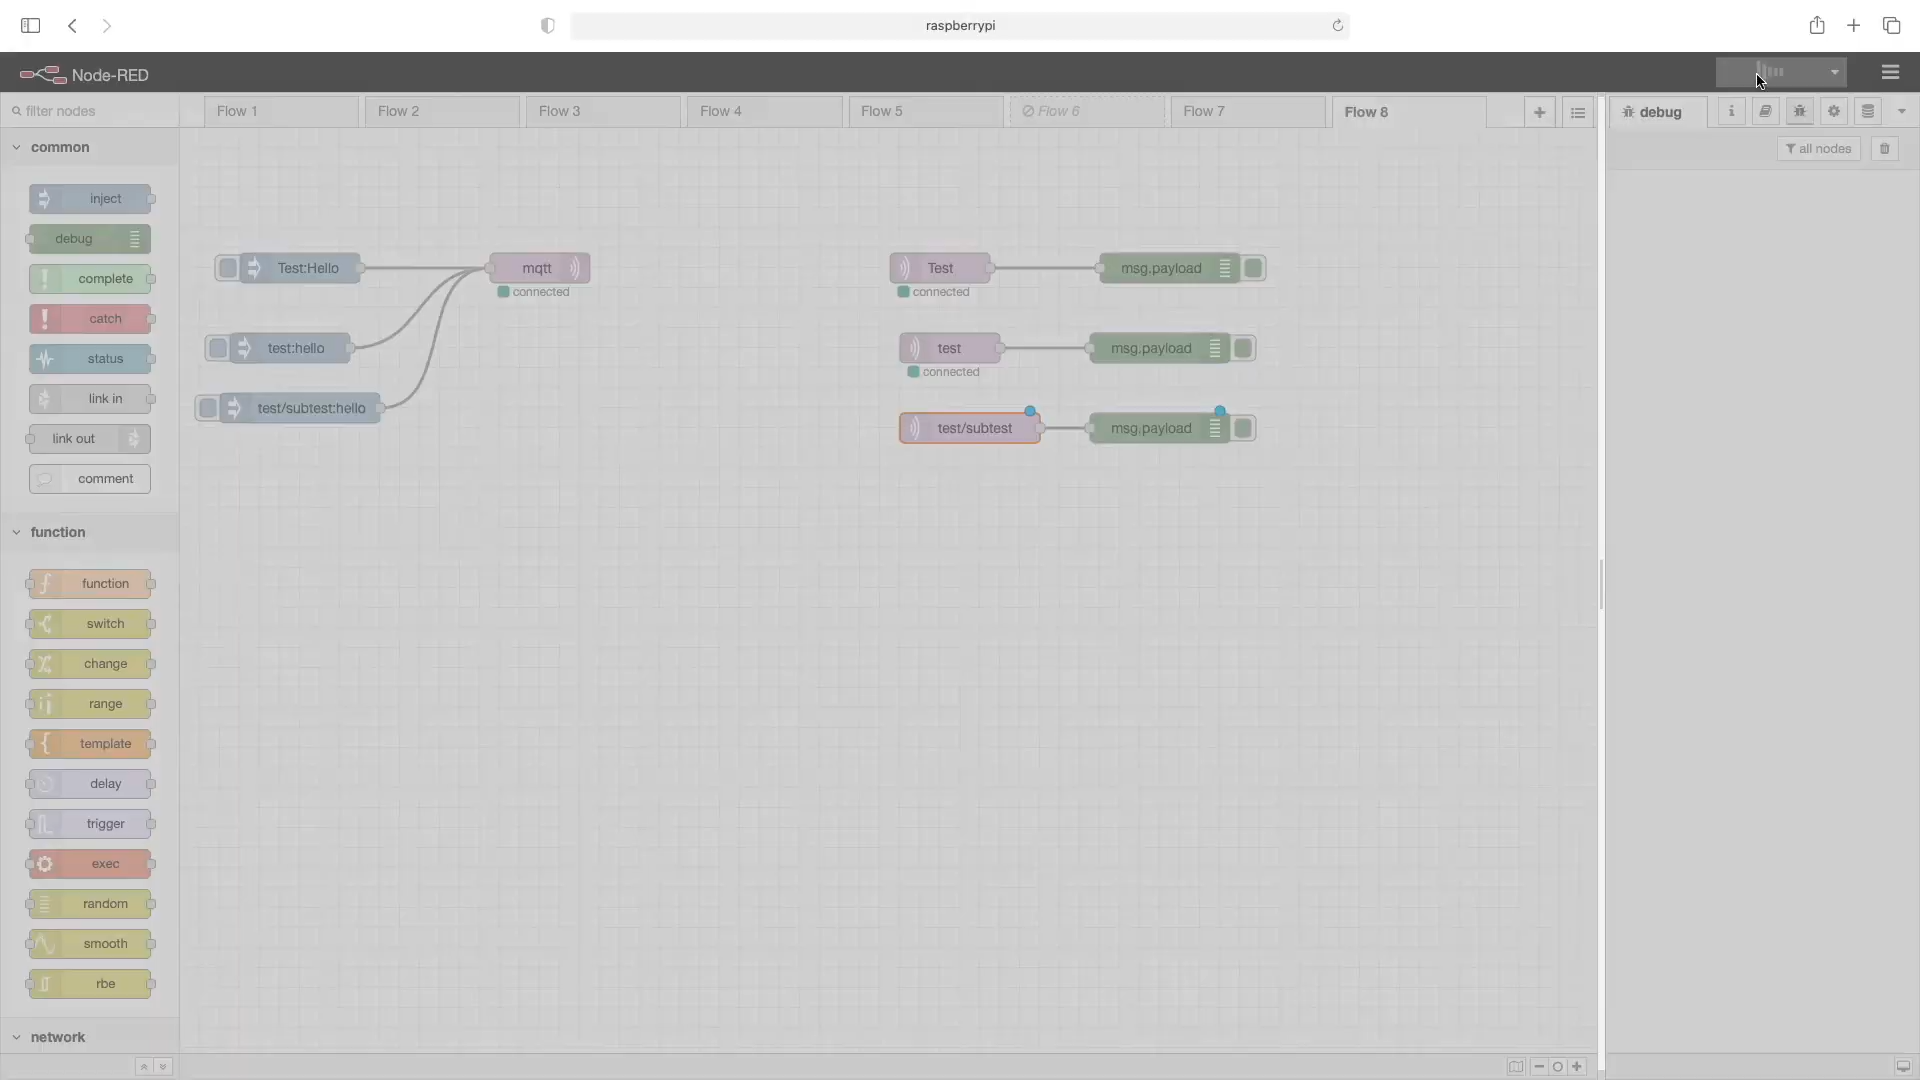 raspberrypi
Node-RED
filter nodes
Flow 1
Flow 2
Flow 3
Flow 4
Flow 5
Flow 6
Flow 7
Flow 8
debug
all nodes
common
inject
debug
complete
catch
status
link in
link out
comment
function
function
switch
change
range
template
delay
trigger
exec
random
smooth
rbe
network
Test:Hello
mqtt
connected
test:hello
test/subtest:hello
Test
connected
msg.payload
test
connected
msg.payload
test/subtest
msg.payload